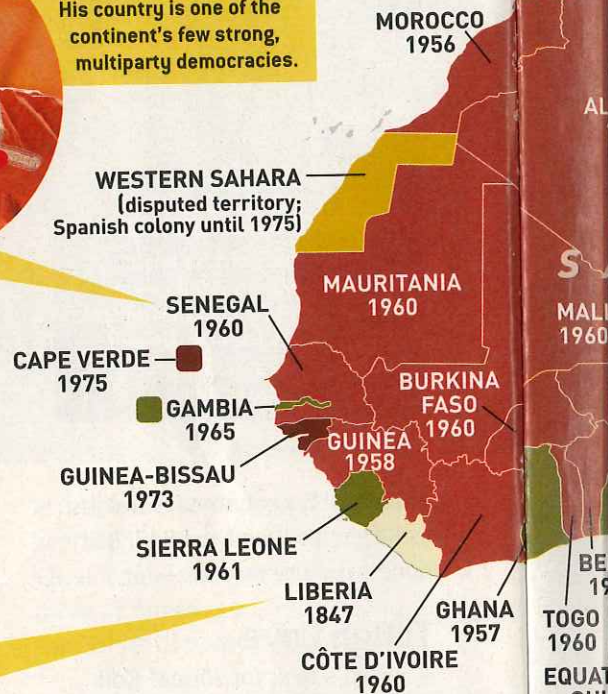 His country is one of the
continent's few strong,
multiparty democracies.
MOROCCO
1956
WESTERN SAHARA
(disputed territory;
Spanish colony until 1975)
MAURITANIA
1960
SENEGAL
1960
CAPE VERDE
1975
GAMBIA
1965
BURKINA
FASO
1960
GUINEA
1958
GUINEA-BISSAU
1973
SIERRA LEONE
1961
LIBERIA
1847
GHANA
1957
CÔTE D'IVOIRE
1960
TOGO
1960
MALI
1960